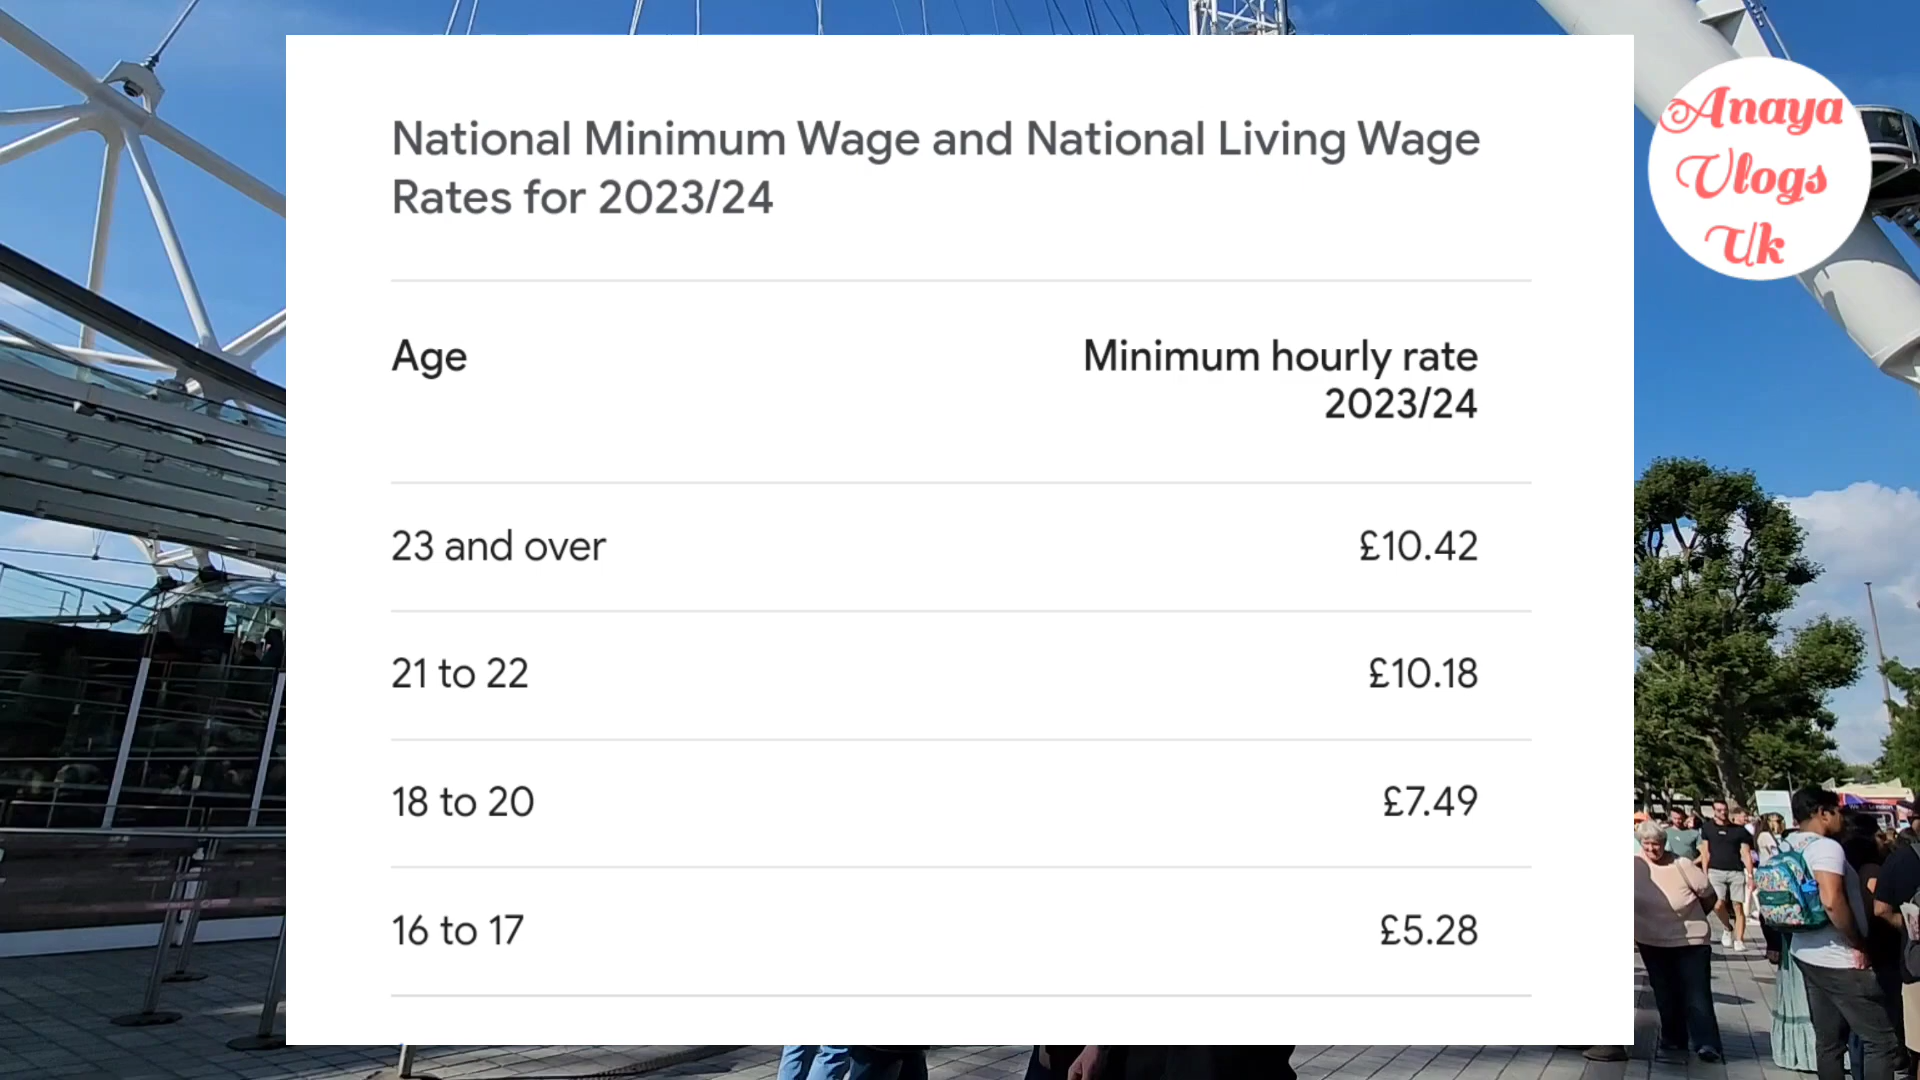 National Minimum Wage and National Living Wage
Rates for 2023/24
Age
Minimum hourly rate
2023/24
23 and over
£10.42
21 to 22
£10.18
18 to 20
£7.49
16 to 17
£5.28
Anaya
Vlogs
Uk